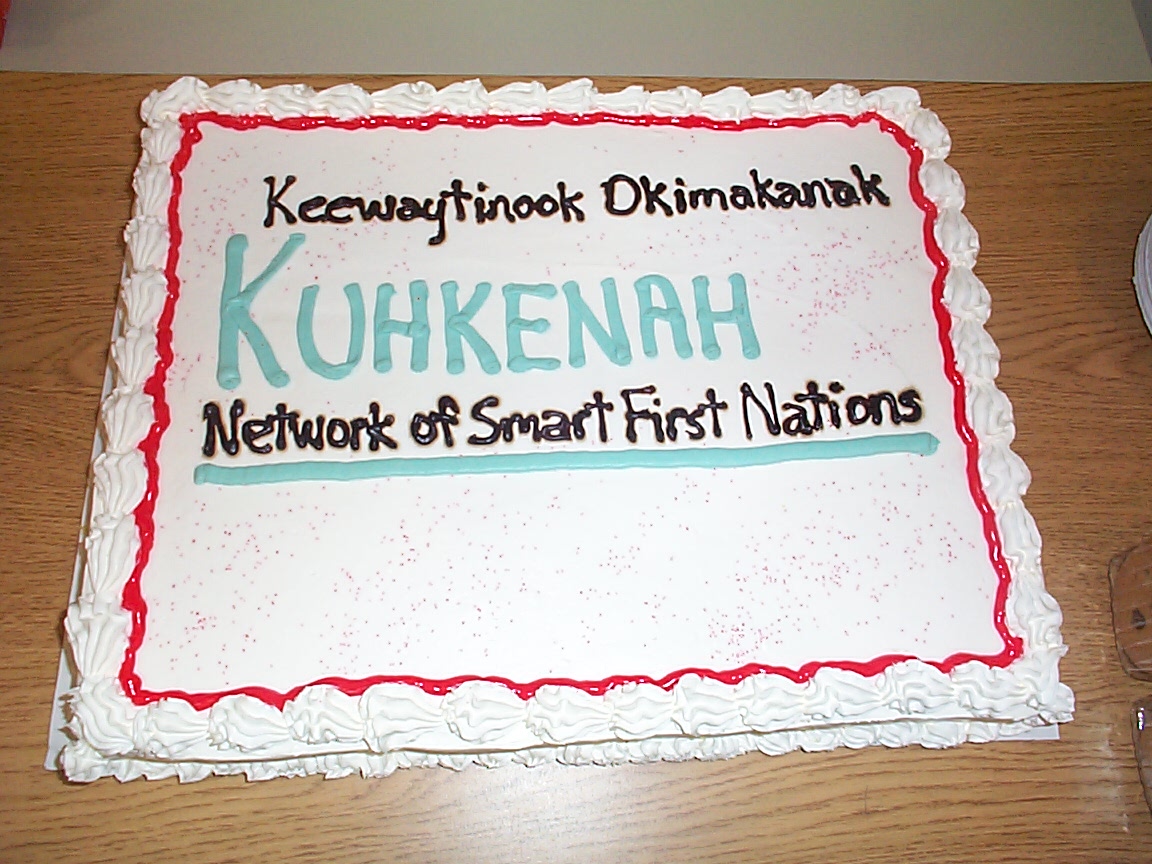 Keewaytinook Okimakanak
KUHKENAH
Network of Smart First Nations